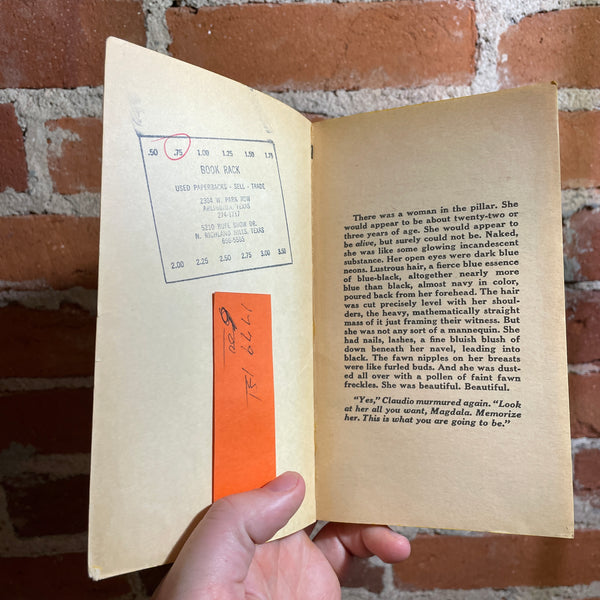 .50 .75 1.00 1.25 1.50 1.75
BOOK RACK
USED PAPERBACKS - SELL - TRADE
2304 W. PARK ROW
ARLINGTON, TEXAS
274-1717
5210 RUFE SNOW DR.
N. RICHLAND HILLS, TEXAS
656-5553
2.00 2.25 2.50 2.75 3.00 3.50
1779 1st
There was a woman in the pillar. She
would appear to be about twenty-two or
three years of age. She would appear to
be alive, but surely could not be. Naked,
she was like some glowing incandescent
substance. Her open eyes were dark blue
neons. Lustrous hair, a fierce blue essence
of blue-black, altogether nearly more
blue than black, almost navy in color,
poured back from her forehead. The hair
was cut precisely level with her shoul-
ders, the heavy, mathematically straight
mass of it just framing their witness. But
she was not any sort of a mannequin. She
had nails, lashes, a fine bluish blush of
down beneath her navel, leading into
black. The fawn nipples on her breasts
were like furled buds. And she was dust-
ed all over with a pollen of faint fawn
freckles. She was beautiful. Beautiful.
"Yes," Claudio murmured again. "Look
at her all you want, Magdala. Memorize
her. This is what you are going to be."